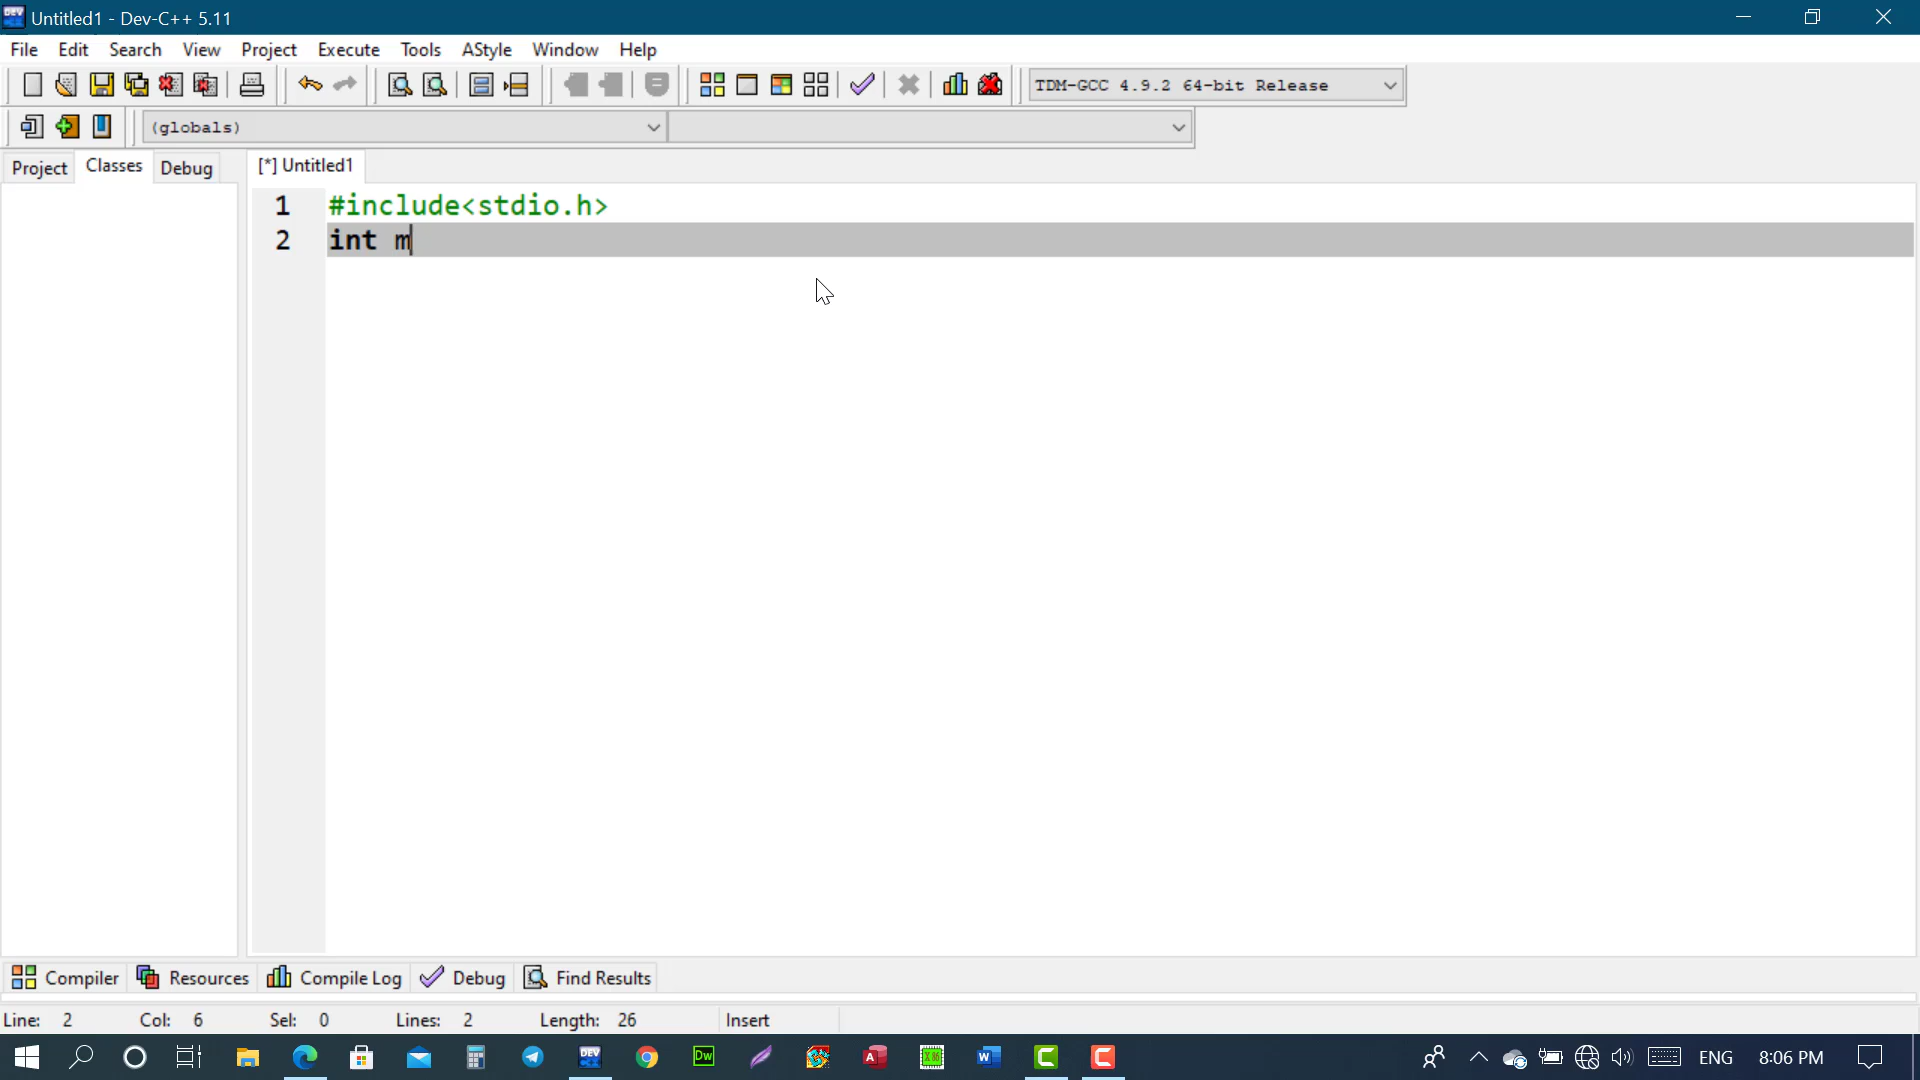 Untitled1 - Dev-C++ 5.11
File Edit Search View Project Execute Tools AStyle Window Help
TDM-GCC 4.9.2 64-bit Release
(globals)
Project Classes Debug [*] Untitled1
1 #include<stdio.h>
2 int m
Compiler Resources Compile Log Debug Find Results
Line: 2 Col: 6 Sel: 0 Lines: 2 Length: 26 Insert
DEV Dw ENG 8:06 PM